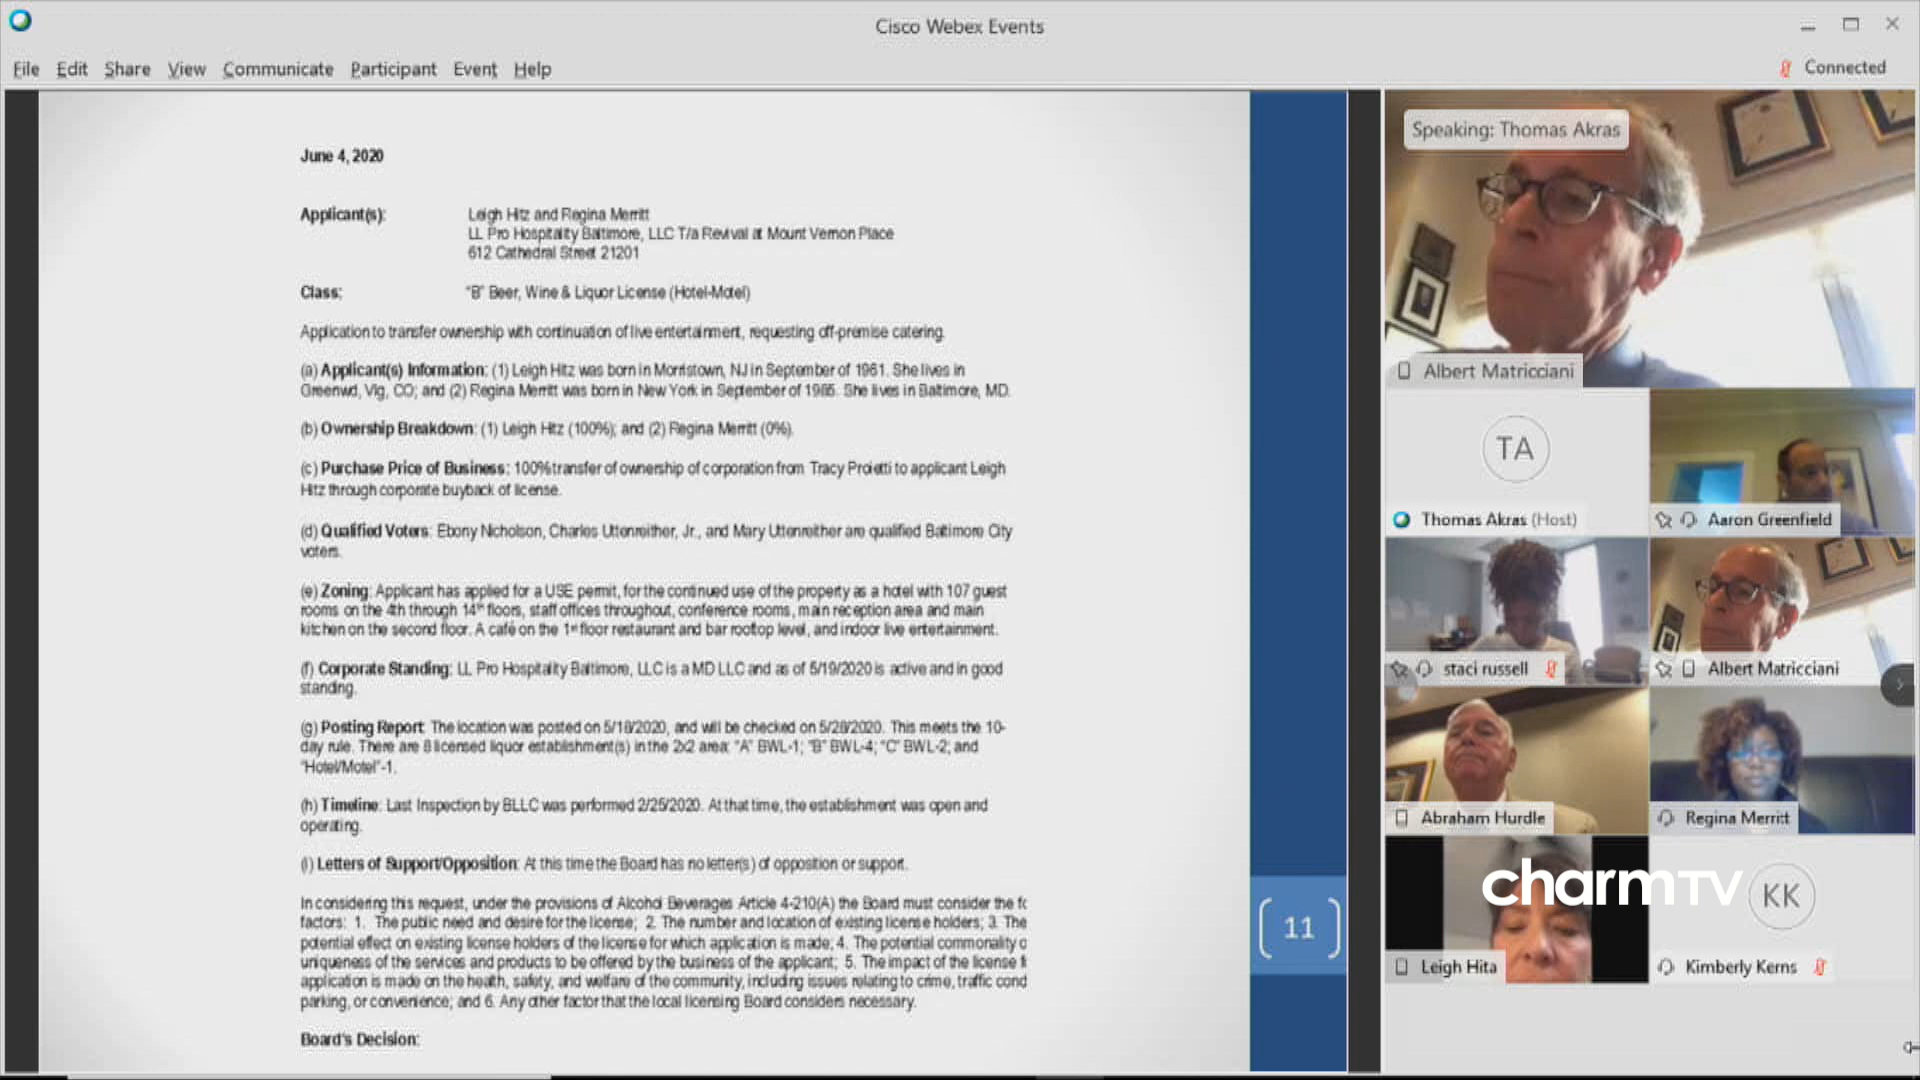 Cisco Webex Events
File Edit Share View Communicate Participant Event Help
Connected
June 4, 2020
Applicant(s): Leigh Hitz and Regina Merritt
LL Pro Hospitality Baltimore, LLC T/a Revival at Mount Vernon Place
612 Cathedral Street 21201
Class: "B" Beer, Wine & Liquor License (Hotel-Motel)
Application to transfer ownership with continuation of live entertainment, requesting off-premise catering.
(a) Applicant(s) Information: (1) Leigh Hitz was born in Morristown, NJ in September of 1961. She lives in
Greenwd, Vlg, CO; and (2) Regina Merritt was born in New York in September of 1985. She lives in Baltimore, MD.
(b) Ownership Breakdown: (1) Leigh Hitz (100%); and (2) Regina Merritt (0%).
(c) Purchase Price of Business: 100% transfer of ownership of corporation from Tracy Proietti to applicant Leigh
Hitz through corporate buyback of license.
(d) Qualified Voters: Ebony Nicholson, Charles Uttenreither, Jr., and Mary Uttenreither are qualified Baltimore City
voters.
(e) Zoning: Applicant has applied for a USE permit, for the continued use of the property as a hotel with 107 guest
rooms on the 4th through 14th floors, staff offices throughout, conference rooms, main reception area and main
kitchen on the second floor. A café on the 1st floor restaurant and bar rooftop level, and indoor live entertainment.
(f) Corporate Standing: LL Pro Hospitality Baltimore, LLC is a MD LLC and as of 5/19/2020 is active and in good
standing.
(g) Posting Report: The location was posted on 5/18/2020, and will be checked on 5/28/2020. This meets the 10-
day rule. There are 8 licensed liquor establishment(s) in the 2x2 area: "A" BWL-1; "B" BWL-4; "C" BWL-2; and
"Hotel/Motel"-1.
(h) Timeline: Last Inspection by BLLC was performed 2/25/2020. At that time, the establishment was open and
operating.
(i) Letters of Support/Opposition: At this time the Board has no letter(s) of opposition or support.
In considering this request, under the provisions of Alcohol Beverages Article 4-210(A) the Board must consider the fo
factors: 1. The public need and desire for the license; 2. The number and location of existing license holders; 3. The
potential effect on existing license holders of the license for which application is made; 4. The potential commonality o
uniqueness of the services and products to be offered by the business of the applicant; 5. The impact of the license f
application is made on the health, safety, and welfare of the community, including issues relating to crime, traffic cond
parking, or convenience; and 6. Any other factor that the local licensing Board considers necessary.
Board's Decision:
11
Speaking: Thomas Akras
Albert Matricciani
TA
Thomas Akras (Host)
Aaron Greenfield
staci russell
Albert Matricciani
Abraham Hurdle
Regina Merritt
charmTV
KK
Leigh Hita
Kimberly Kerns